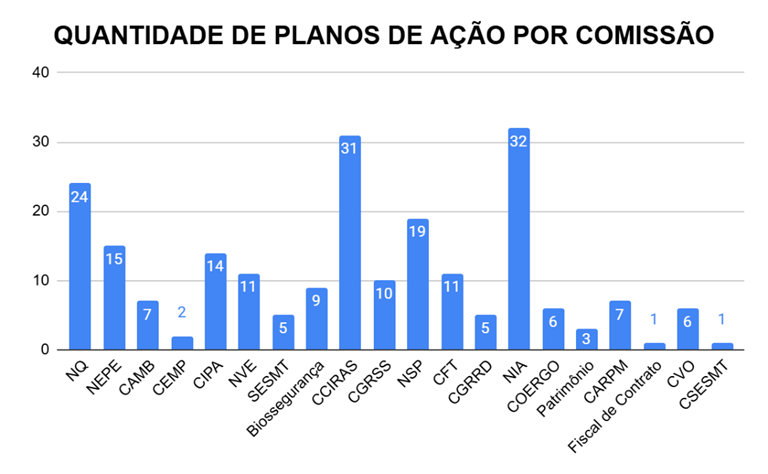 QUANTIDADE DE PLANOS DE AÇÃO POR COMISSÃO
40
30
20
10
0
24
15
7
2
14
11
5
9
31
10
19
11
5
32
6
3
7
1
6
1
NQ
NEPE
CAMB
CEMP
CIPA
NVE
SESMT
Biossegurança
CCIRAS
CGRSS
NSP
CFT
CGRRD
NIA
COERGO
Patrimônio
CARPM
Fiscal de Contrato
CVO
CSESMT